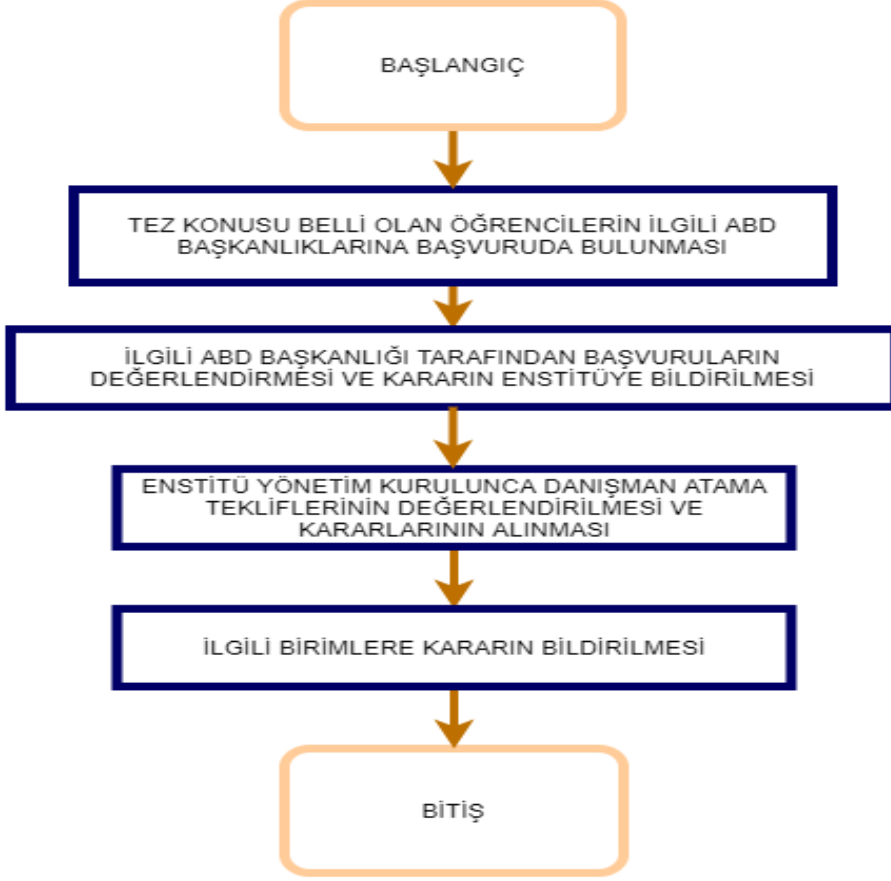 BAŞLANGIÇ
TEZ KONUSU BELLİ OLAN ÖĞRENCİLERİN İLGİLİ ABD
BAŞKANLIKLARINA BAŞVURUDA BULUNMASI
İLGİLİ ABD BAŞKANLIĞI TARAFINDAN BAŞVURULARIN
DEĞERLENDİRMESİ VE KARARIN ENSTİTÜYE BİLDİRİLMESİ
ENSTİTÜ YÖNETİM KURULUNCA DANIŞMAN ATAMA
TEKLİFLERİNİN DEĞERLENDİRİLMESİ VE
KARARLARININ ALINMASI
İLGİLİ BİRİMLERE KARARIN BİLDİRİLMESİ
BİTİŞ